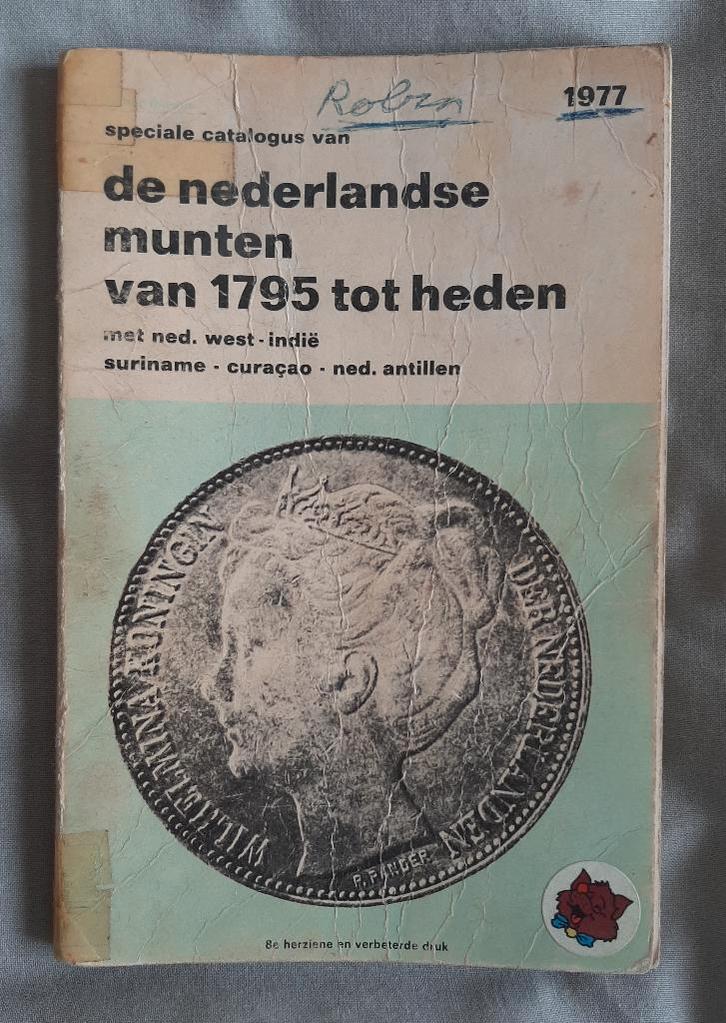 Robin
1977
speciale catalogus van
de nederlandse
munten
van 1795 tot heden
met ned. west-indië
suriname - curaçao - ned. antillen
WILHELMINA KONINGIN
DER NEDERLANDEN
P. PANDER
8e herziene en verbeterde druk